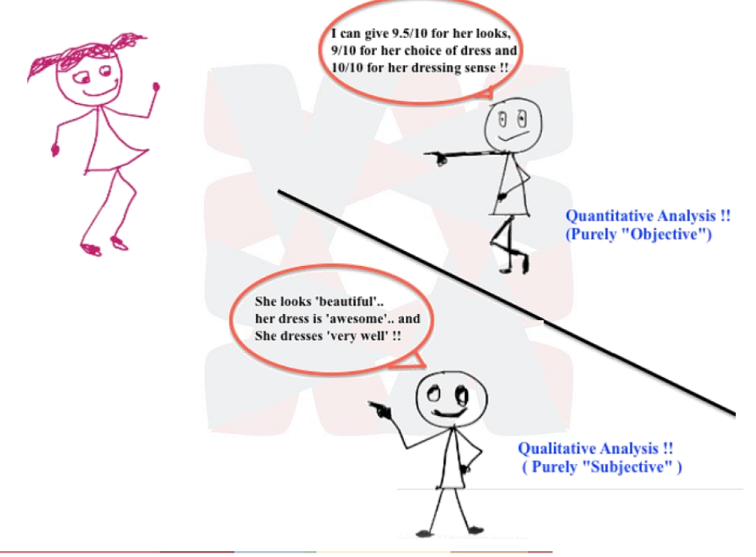 I can give 9.5/10 for her looks,
9/10 for her choice of dress and
10/10 for her dressing sense !!
Quantitative Analysis !!
(Purely "Objective")
She looks 'beautiful'..
her dress is 'awesome'.. and
She dresses 'very well' !!
Qualitative Analysis !!
( Purely "Subjective" )